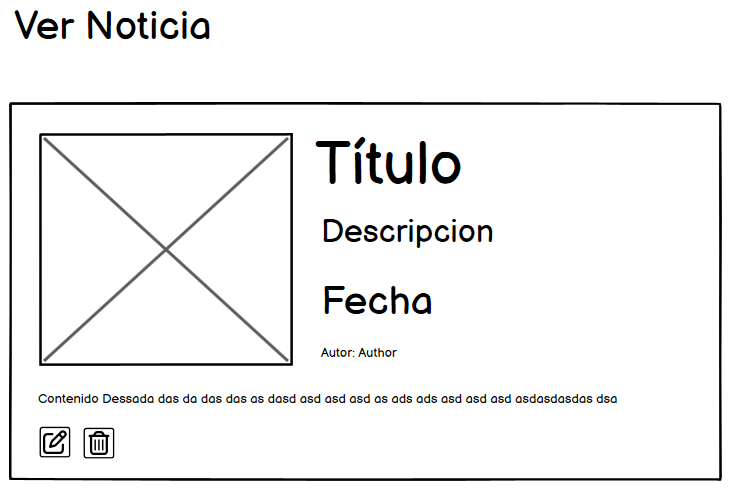 Ver Noticia
Título
Descripcion
Fecha
Autor: Author
Contenido Dessada das da das das as dasd asd asd asd as ads ads asd asd asd asdasdasdas dsa